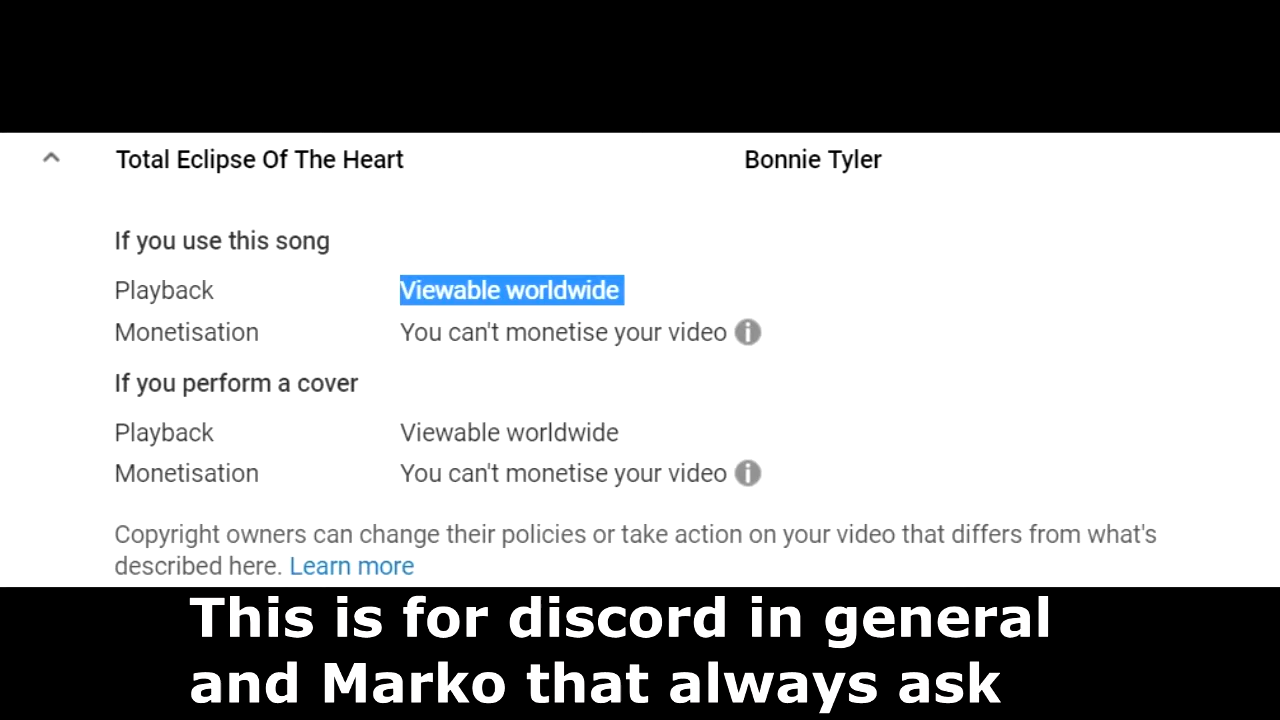 Total Eclipse Of The Heart Bonnie Tyler
If you use this song
Playback Viewable worldwide
Monetisation You can't monetise your video
If you perform a cover
Playback Viewable worldwide
Monetisation You can't monetise your video
Copyright owners can change their policies or take action on your video that differs from what's
described here. Learn more
This is for discord in general
and Marko that always ask